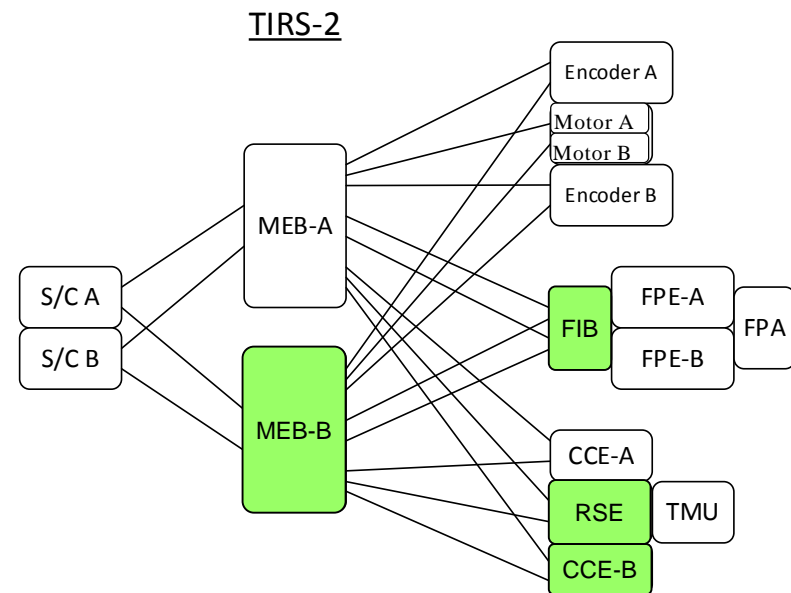 TIRS-2
Encoder A
Motor A
Motor B
Encoder B
MEB-A
S/C A
S/C B
MEB-B
FIB
FPE-A
FPE-B
FPA
CCE-A
RSE
TMU
CCE-B